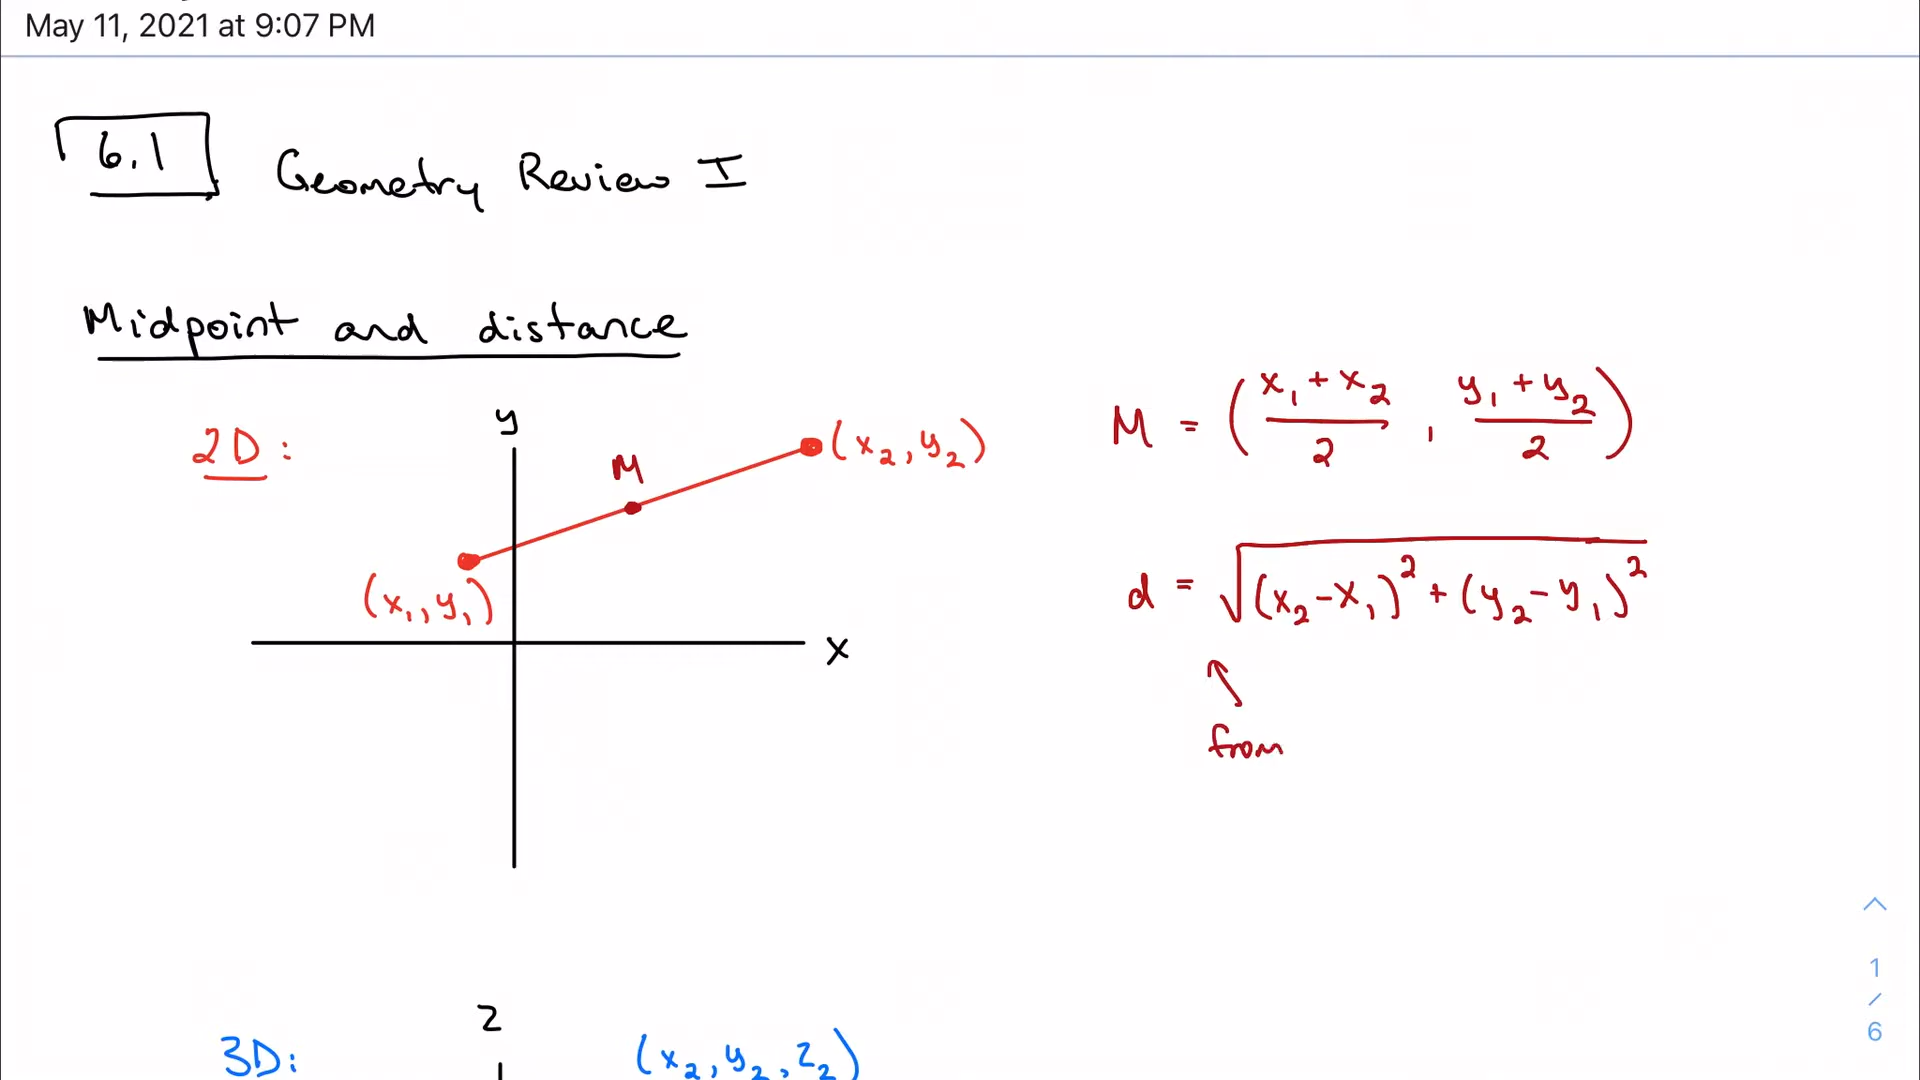 May 11, 2021 at 9:07 PM
6.1 Geometry Review I
Midpoint and distance
2D:
y
M
(x₂, y₂)
(x₁, y₁)
x
M = ( (x₁ + x₂)/2 , (y₁ + y₂)/2 )
d = √((x₂ - x₁)² + (y₂ - y₁)²)
from
3D:
z
(x₂, y₂, z₂)
1
/
6